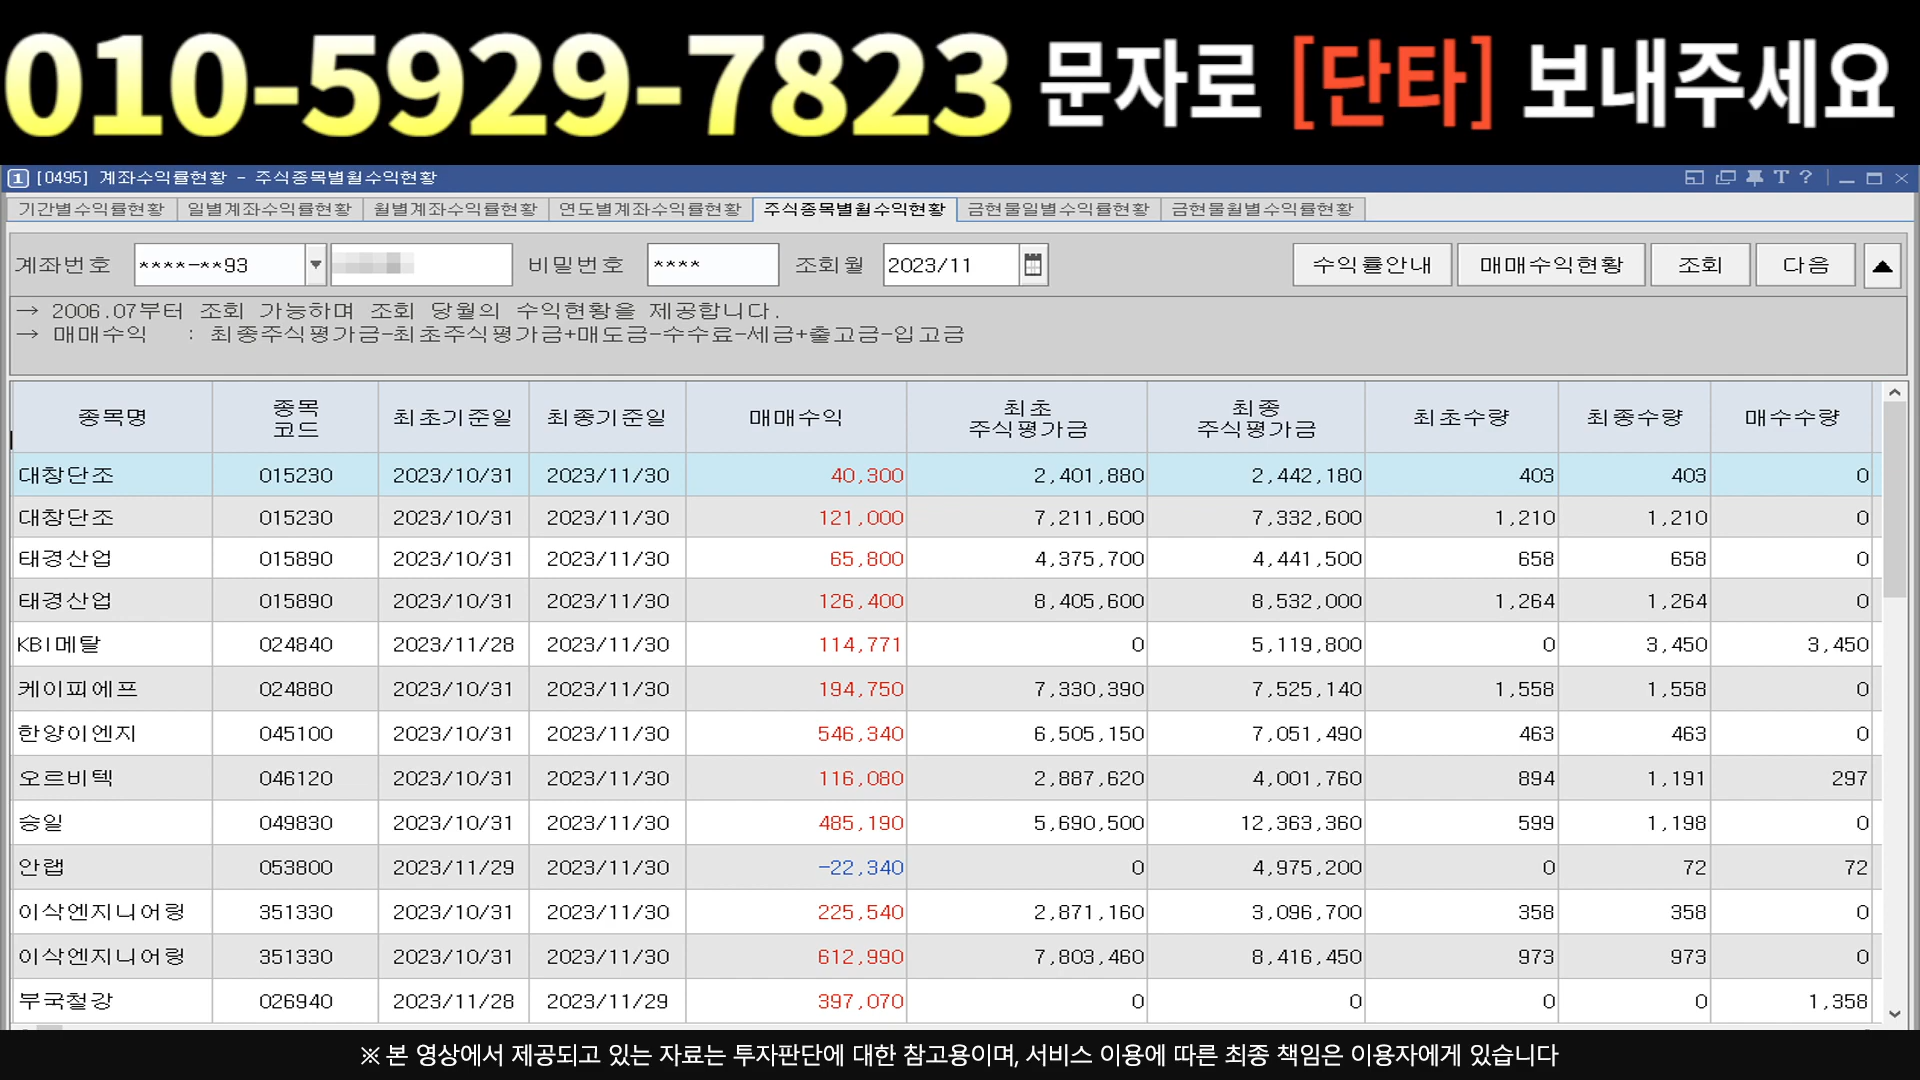 010-5929-7823 문자로 [단타] 보내주세요
1 [0495] 계좌수익률현황 - 주식종목별월수익현황
T ?
기간별수익률현황 일별계좌수익률현황 월별계좌수익률현황 연도별계좌수익률현황 주식종목별월수익현황 금현물일별수익률현황 금현물월별수익률현황
계좌번호 ****-**93 비밀번호 **** 조회월 2023/11 수익률안내 매매수익현황 조회 다음
→ 2006.07부터 조회 가능하며 조회 당월의 수익현황을 제공합니다.
→ 매매수익 : 최종주식평가금-최초주식평가금+매도금-수수료-세금+출고금-입고금
종목명 종목코드 최초기준일 최종기준일 매매수익 최초주식평가금 최종주식평가금 최초수량 최종수량 매수수량
대창단조 015230 2023/10/31 2023/11/30 40,300 2,401,880 2,442,180 403 403 0
대창단조 015230 2023/10/31 2023/11/30 121,000 7,211,600 7,332,600 1,210 1,210 0
태경산업 015890 2023/10/31 2023/11/30 65,800 4,375,700 4,441,500 658 658 0
태경산업 015890 2023/10/31 2023/11/30 126,400 8,405,600 8,532,000 1,264 1,264 0
KBI메탈 024840 2023/11/28 2023/11/30 114,771 0 5,119,800 0 3,450 3,450
케이피에프 024880 2023/10/31 2023/11/30 194,750 7,330,390 7,525,140 1,558 1,558 0
한양이엔지 045100 2023/10/31 2023/11/30 546,340 6,505,150 7,051,490 463 463 0
오르비텍 046120 2023/10/31 2023/11/30 116,080 2,887,620 4,001,760 894 1,191 297
승일 049830 2023/10/31 2023/11/30 485,190 5,690,500 12,363,360 599 1,198 0
안랩 053800 2023/11/29 2023/11/30 -22,340 0 4,975,200 0 72 72
이삭엔지니어링 351330 2023/10/31 2023/11/30 225,540 2,871,160 3,096,700 358 358 0
이삭엔지니어링 351330 2023/10/31 2023/11/30 612,990 7,803,460 8,416,450 973 973 0
부국철강 026940 2023/11/28 2023/11/29 397,070 0 0 0 0 1,358
※ 본 영상에서 제공되고 있는 자료는 투자판단에 대한 참고용이며, 서비스 이용에 따른 최종 책임은 이용자에게 있습니다